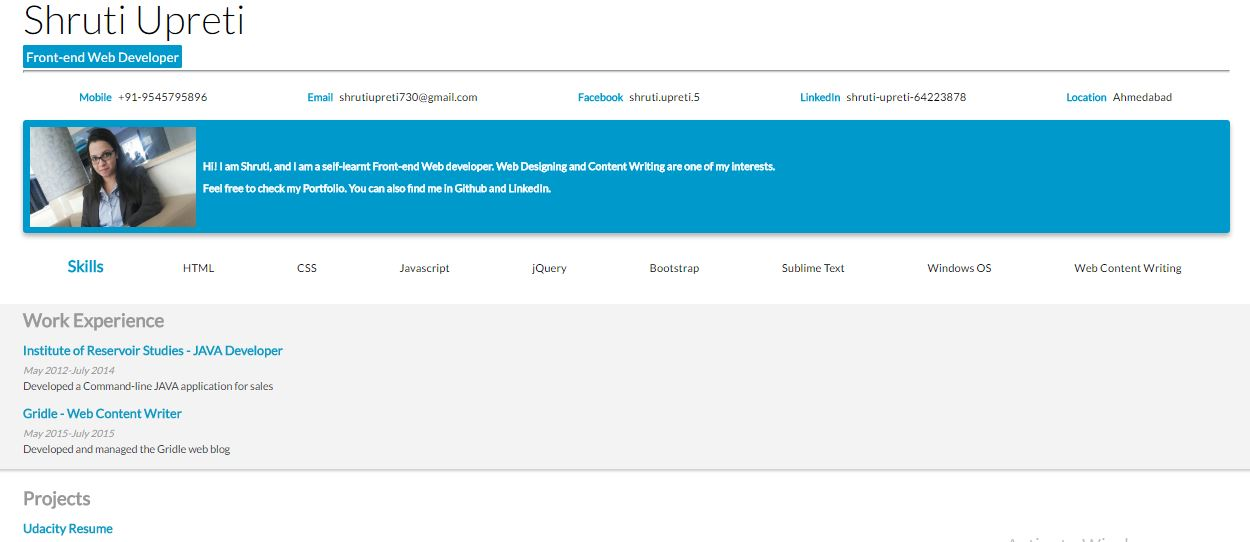 Shruti Upreti
Front-end Web Developer
Mobile +91-9545795896 Email shrutiupreti730@gmail.com Facebook shruti.upreti.5 LinkedIn shruti-upreti-64223878 Location Ahmedabad
Hi! I am Shruti, and I am a self-learnt Front-end Web developer. Web Designing and Content Writing are one of my interests.
Feel free to check my Portfolio. You can also find me in Github and LinkedIn.
Skills HTML CSS Javascript jQuery Bootstrap Sublime Text Windows OS Web Content Writing
Work Experience
Institute of Reservoir Studies - JAVA Developer
May 2012-July 2014
Developed a Command-line JAVA application for sales
Gridle - Web Content Writer
May 2015-July 2015
Developed and managed the Gridle web blog
Projects
Udacity Resume